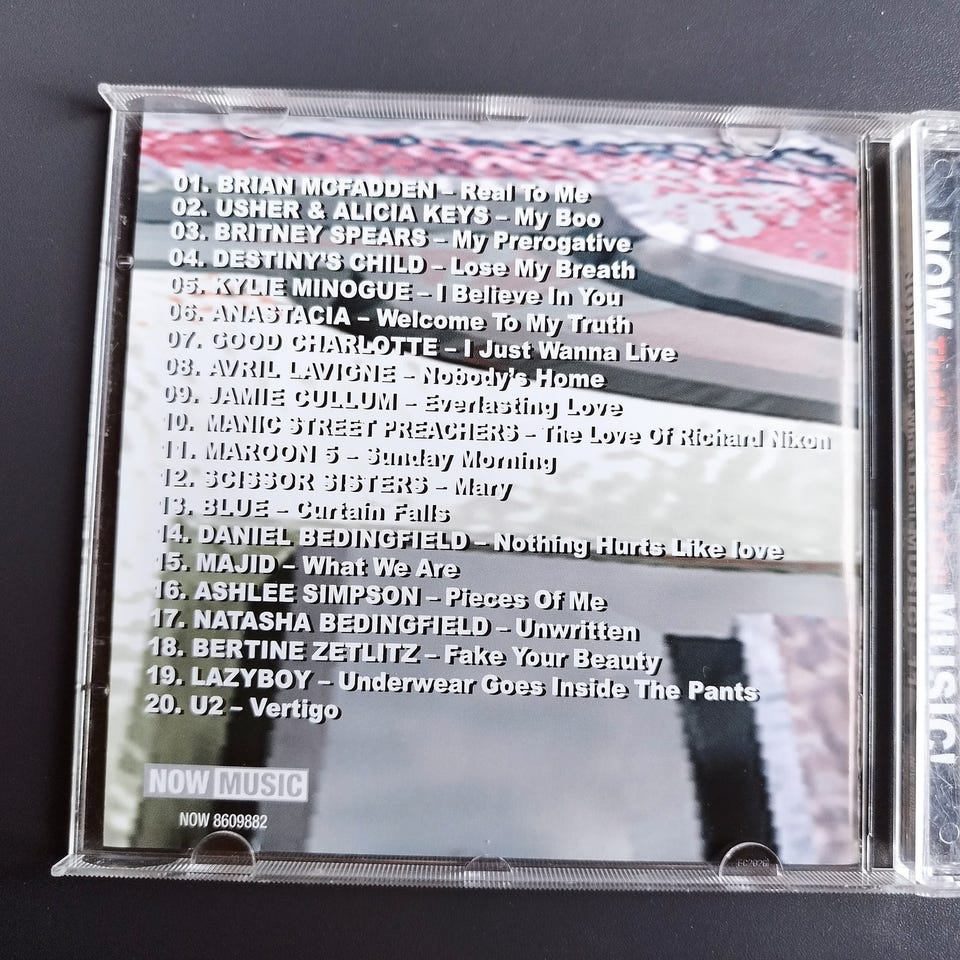 01. BRIAN MCFADDEN – Real To Me
02. USHER & ALICIA KEYS – My Boo
03. BRITNEY SPEARS – My Prerogative
04. DESTINY'S CHILD – Lose My Breath
05. KYLIE MINOGUE – I Believe In You
06. ANASTACIA – Welcome To My Truth
07. GOOD CHARLOTTE – I Just Wanna Live
08. AVRIL LAVIGNE – Nobody's Home
09. JAMIE CULLUM – Everlasting Love
10. MANIC STREET PREACHERS – The Love Of Richard Nixon
11. MAROON 5 – Sunday Morning
12. SCISSOR SISTERS – Mary
13. BLUE – Curtain Falls
14. DANIEL BEDINGFIELD – Nothing Hurts Like love
15. MAJID – What We Are
16. ASHLEE SIMPSON – Pieces Of Me
17. NATASHA BEDINGFIELD – Unwritten
18. BERTINE ZETLITZ – Fake Your Beauty
19. LAZYBOY – Underwear Goes Inside The Pants
20. U2 – Vertigo
NOW MUSIC
NOW 8609882
NOW MUSIC!